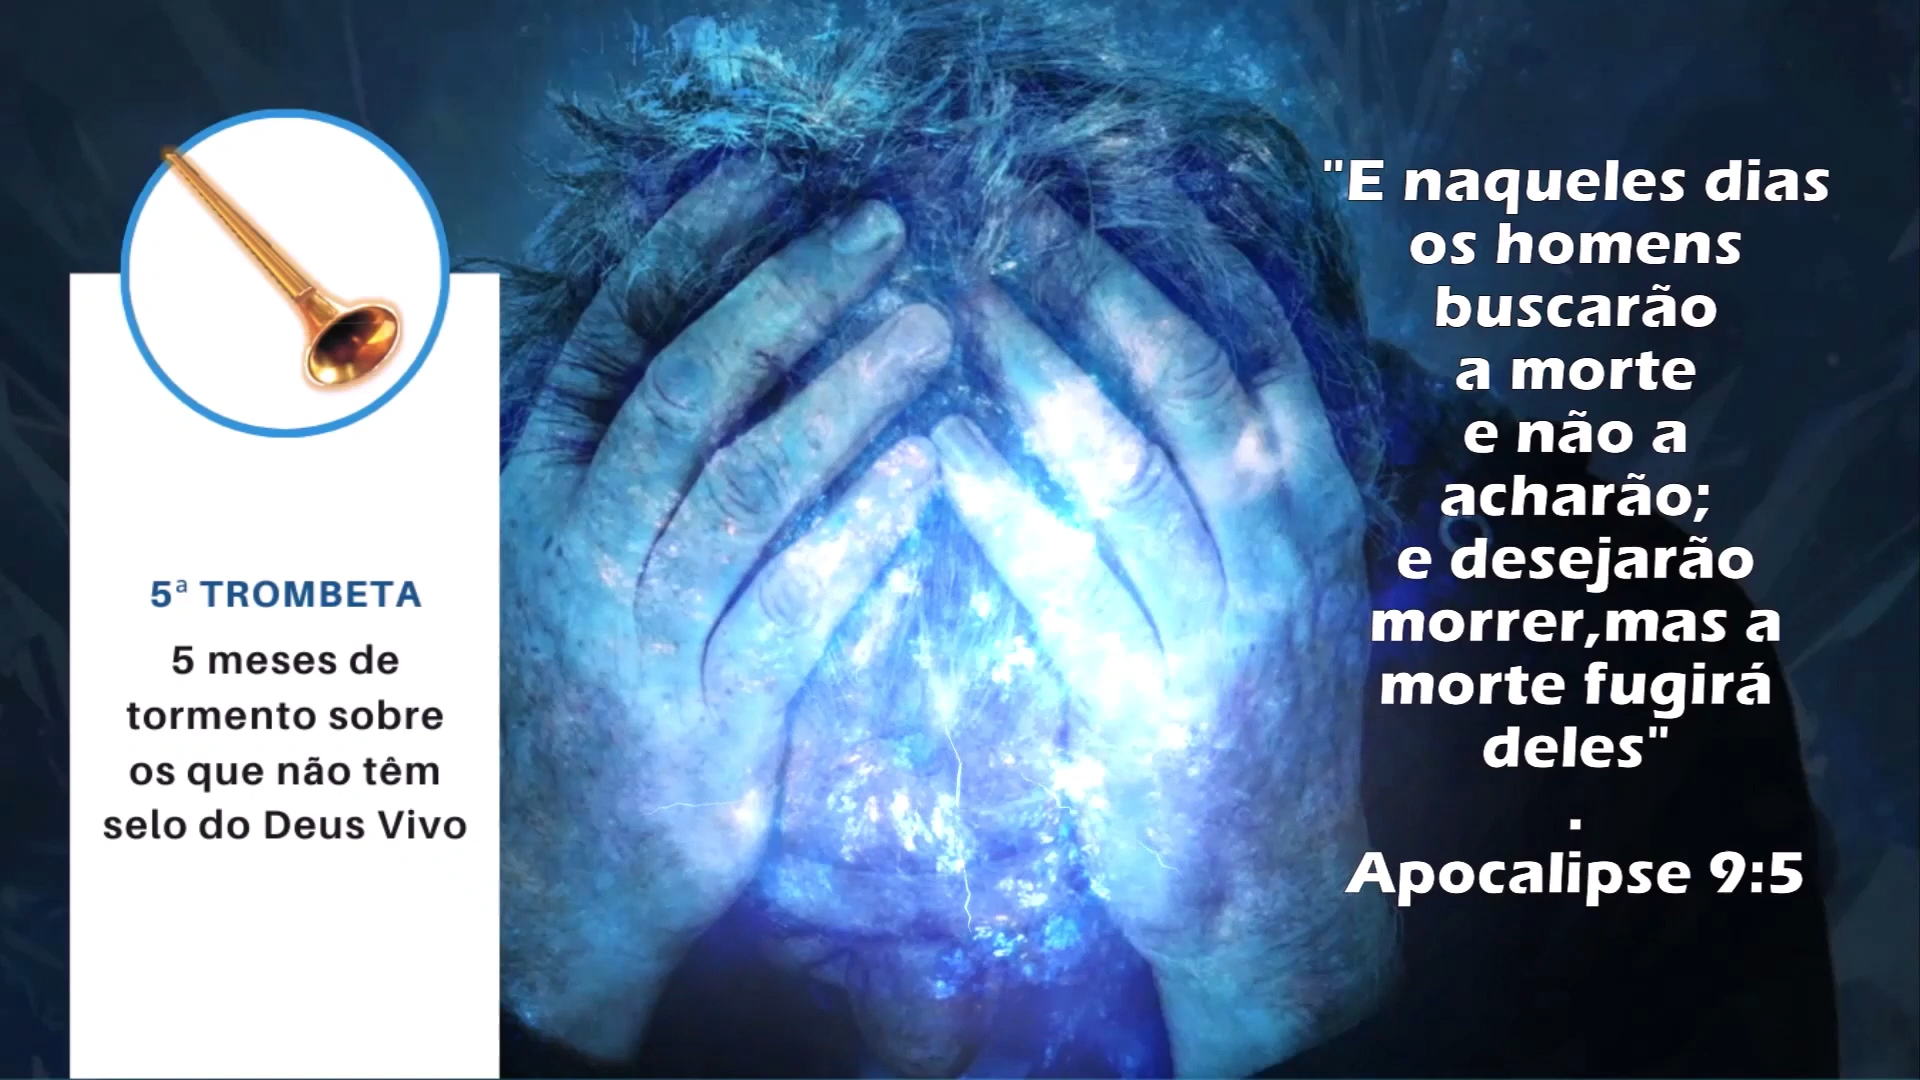 5ª TROMBETA
5 meses de
tormento sobre
os que não têm
selo do Deus Vivo
"E naqueles dias
os homens
buscarão
a morte
e não a
acharão;
e desejarão
morrer,mas a
morte fugirá
deles"
.
Apocalipse 9:5